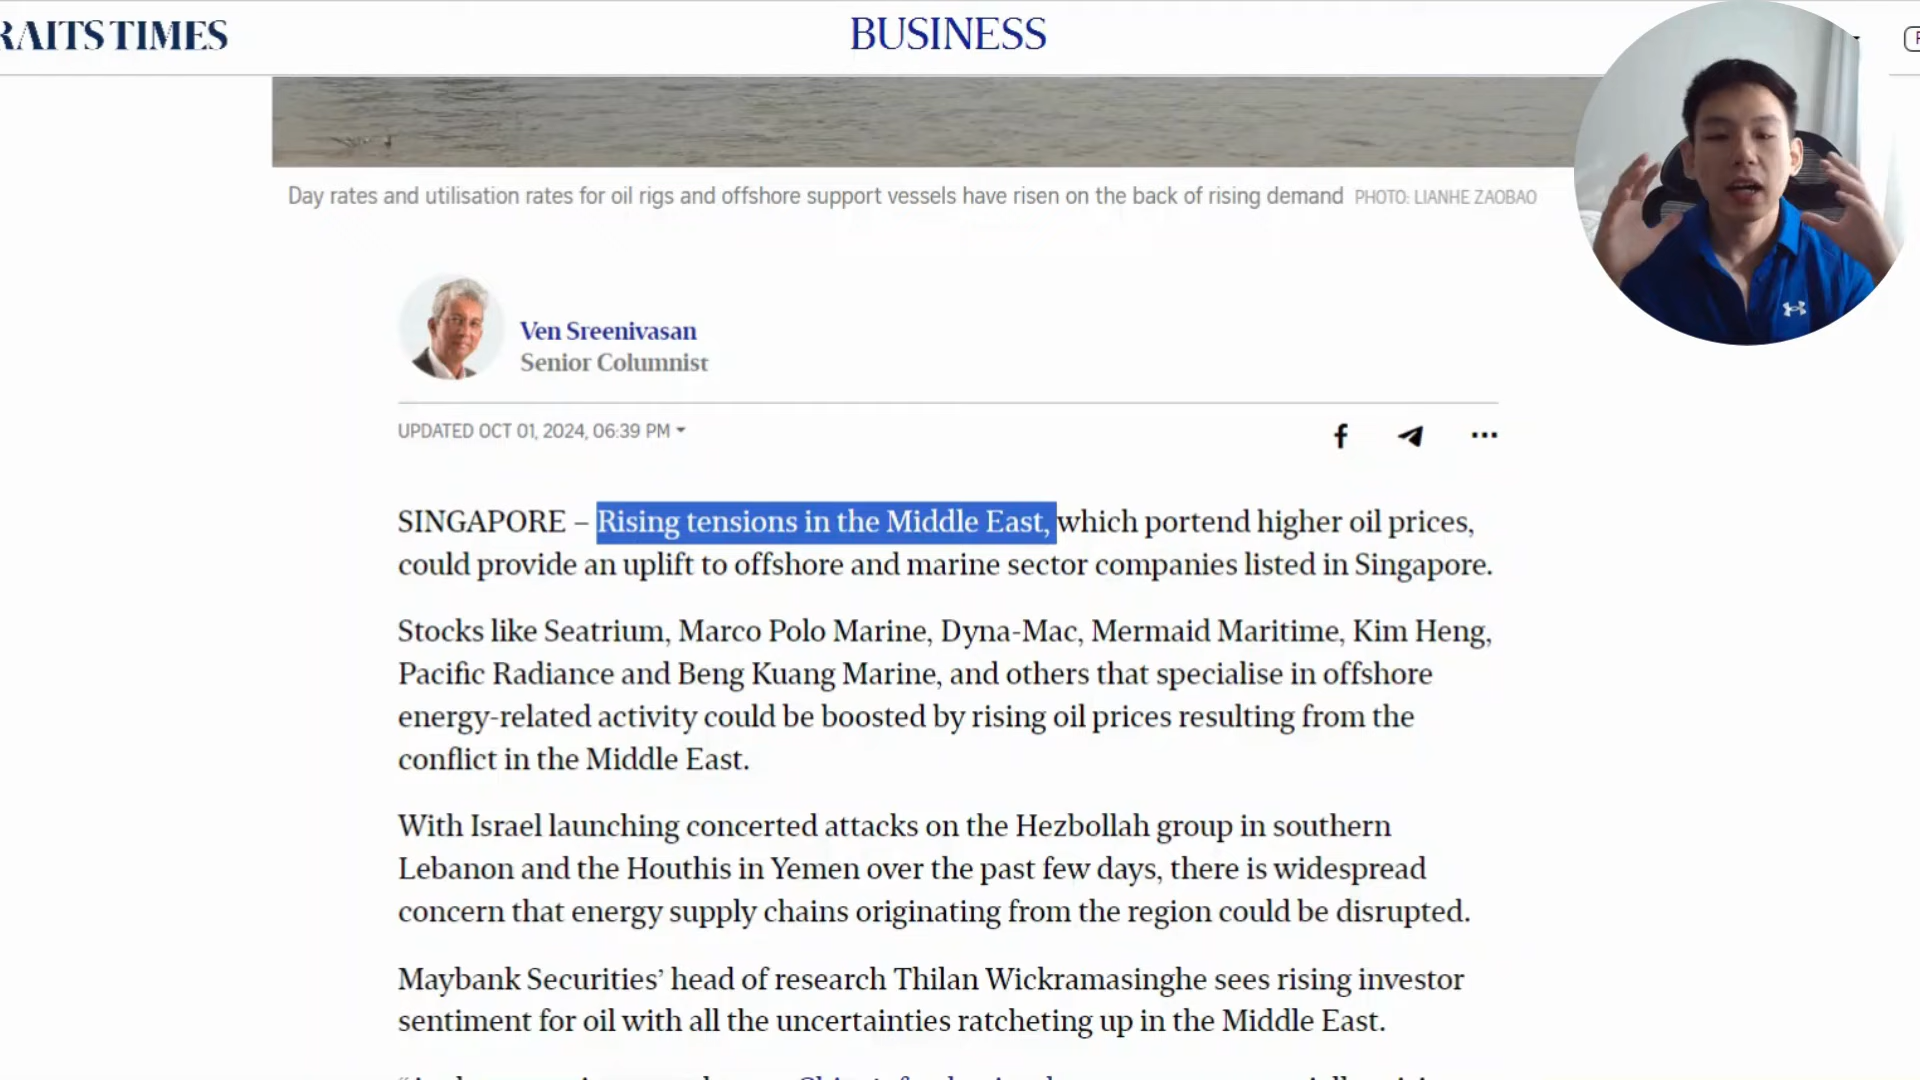 RAITS TIMES
BUSINESS
Day rates and utilisation rates for oil rigs and offshore support vessels have risen on the back of rising demand PHOTO: LIANHE ZAOBAO
Ven Sreenivasan
Senior Columnist
UPDATED OCT 01, 2024, 06:39 PM
SINGAPORE – Rising tensions in the Middle East, which portend higher oil prices,
could provide an uplift to offshore and marine sector companies listed in Singapore.
Stocks like Seatrium, Marco Polo Marine, Dyna-Mac, Mermaid Maritime, Kim Heng,
Pacific Radiance and Beng Kuang Marine, and others that specialise in offshore
energy-related activity could be boosted by rising oil prices resulting from the
conflict in the Middle East.
With Israel launching concerted attacks on the Hezbollah group in southern
Lebanon and the Houthis in Yemen over the past few days, there is widespread
concern that energy supply chains originating from the region could be disrupted.
Maybank Securities’ head of research Thilan Wickramasinghe sees rising investor
sentiment for oil with all the uncertainties ratcheting up in the Middle East.